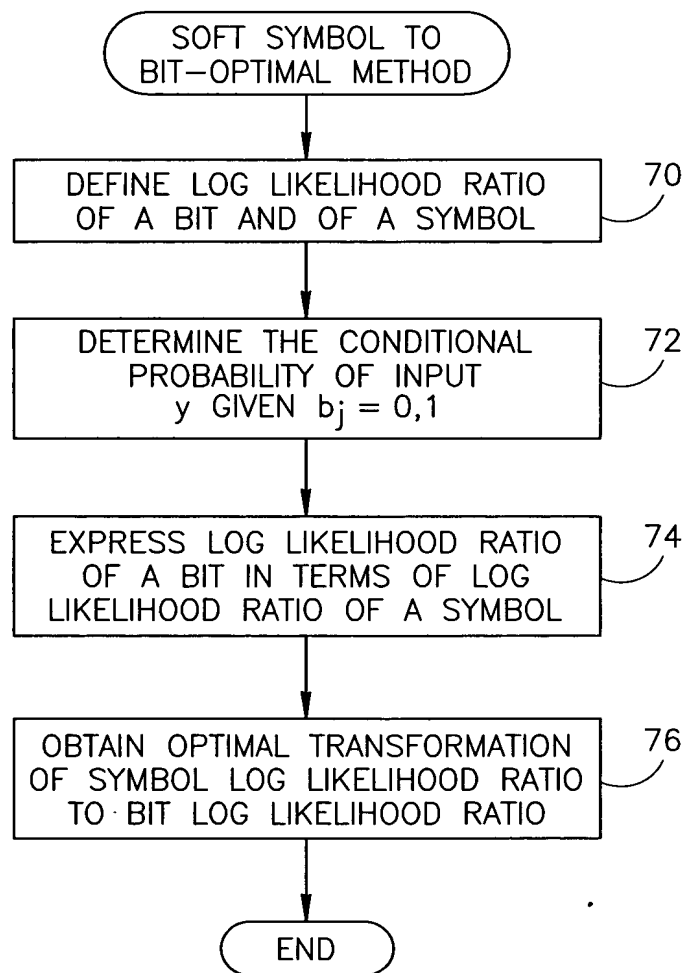 SOFT SYMBOL TO
BIT-OPTIMAL METHOD
DEFINE LOG LIKELIHOOD RATIO
OF A BIT AND OF A SYMBOL
70
DETERMINE THE CONDITIONAL
PROBABILITY OF INPUT
y GIVEN bj = 0,1
72
EXPRESS LOG LIKELIHOOD RATIO
OF A BIT IN TERMS OF LOG
LIKELIHOOD RATIO OF A SYMBOL
74
OBTAIN OPTIMAL TRANSFORMATION
OF SYMBOL LOG LIKELIHOOD RATIO
TO BIT LOG LIKELIHOOD RATIO
76
END